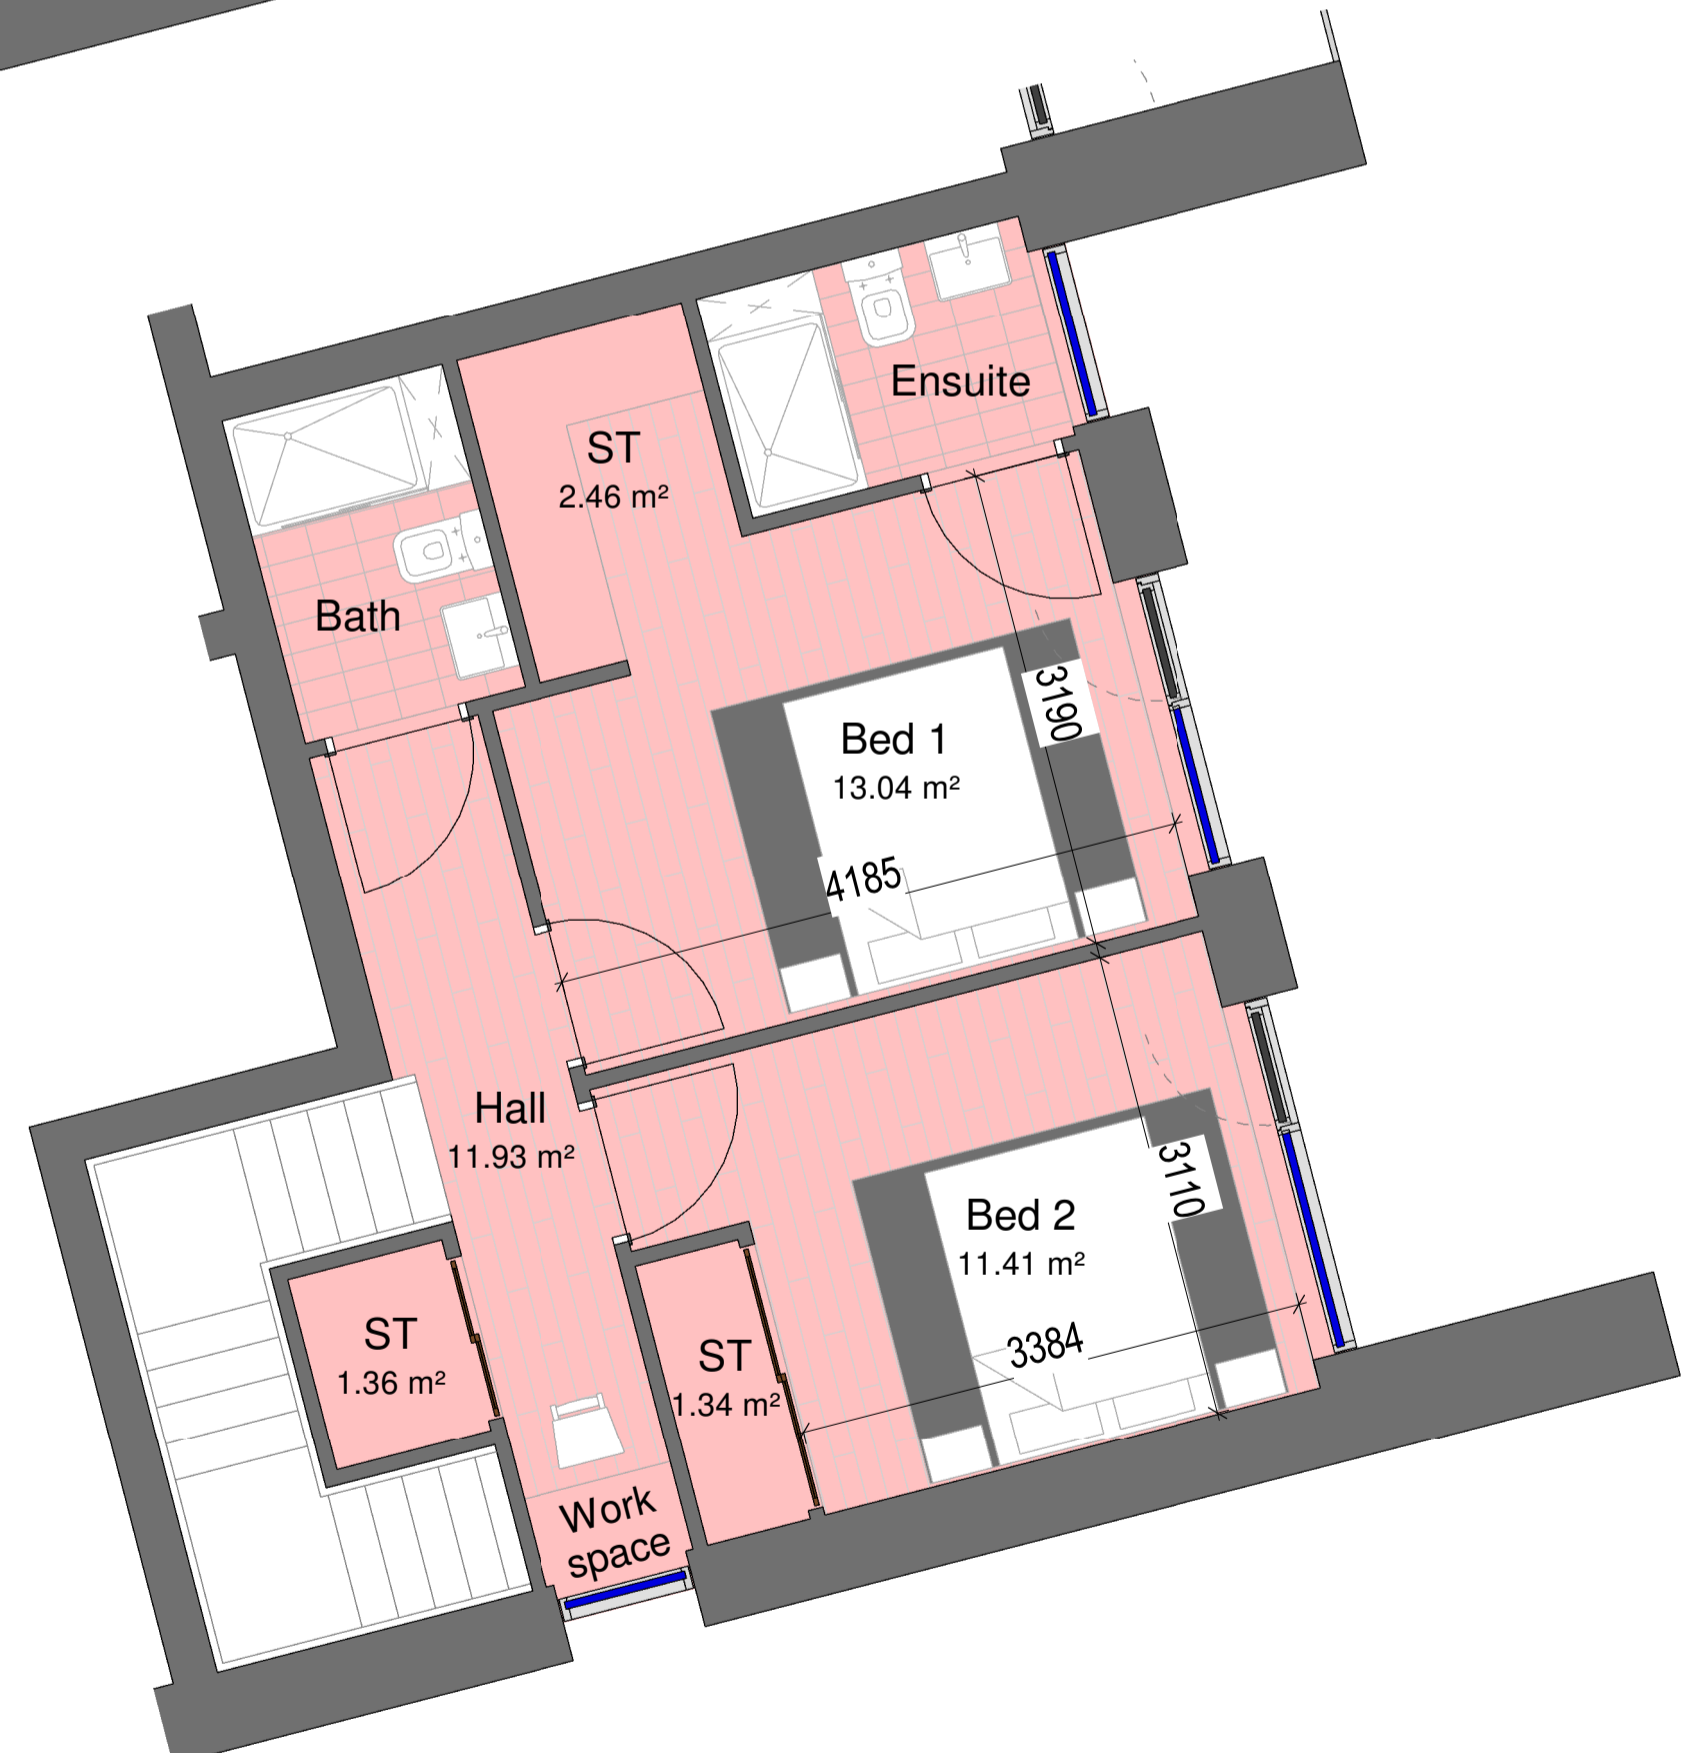 Ensuite
ST
2.46 m²
Bath
3190
Bed 1
13.04 m²
4185
Hall
11.93 m²
3110
Bed 2
11.41 m²
ST
1.36 m²
ST
1.34 m²
3384
Work
space